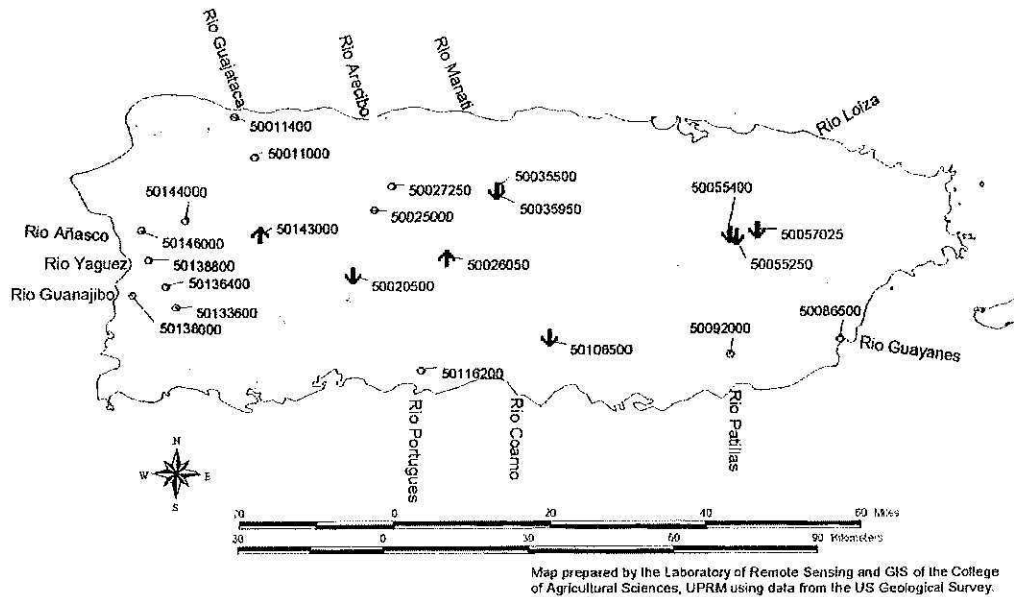 Rio Guajataca
Rio Arecibo
Rio Manati
Rio Loiza
50011400
50011000
50144000
50027250
50035500
50035950
50055400
50025000
Rio Añasco
50146000
50143000
50057025
50055250
Rio Yaguez
50138800
50026050
50136400
50020500
Rio Guanajibo
50133600
50138000
50106500
50092000
50086500
Rio Guayanes
50116200
Rio Portugues
Rio Coamo
Rio Patillas
N
W
E
S
0
20
40
60 Miles
30
0
30
60
90 Kilometers
Map prepared by the Laboratory of Remote Sensing and GIS of the College
of Agricultural Sciences, UPRM using data from the US Geological Survey.